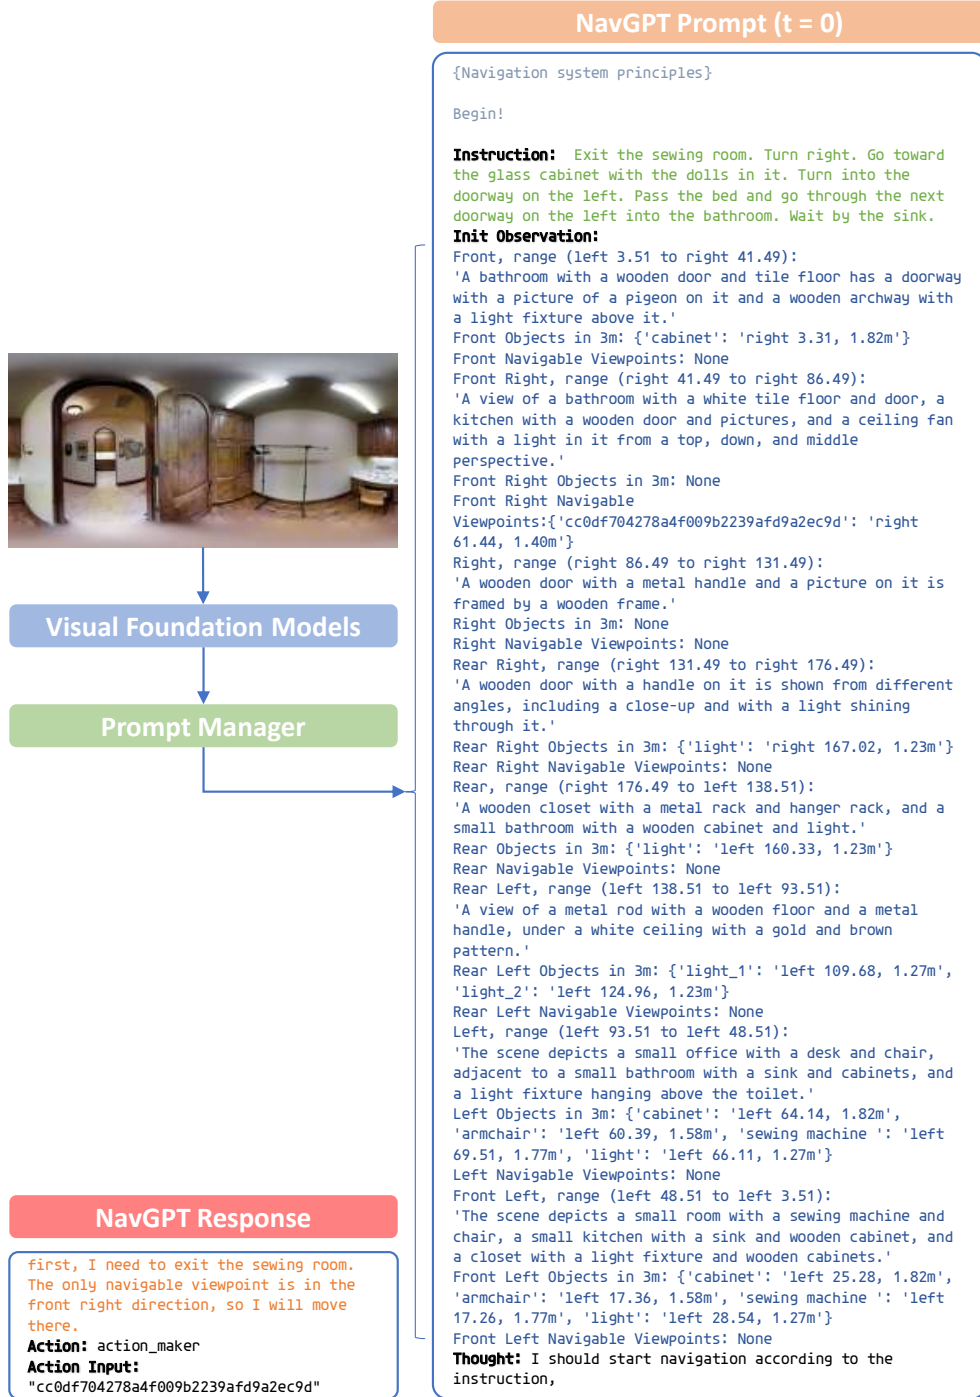 NavGPT Prompt (t = 0)
{Navigation system principles}
Begin!
Instruction: Exit the sewing room. Turn right. Go toward
the glass cabinet with the dolls in it. Turn into the
doorway on the left. Pass the bed and go through the next
doorway on the left into the bathroom. Wait by the sink.
Init Observation:
Front, range (left 3.51 to right 41.49):
'A bathroom with a wooden door and tile floor has a doorway
with a picture of a pigeon on it and a wooden archway with
a light fixture above it.'
Front Objects in 3m: {'cabinet': 'right 3.31, 1.82m'}
Front Navigable Viewpoints: None
Front Right, range (right 41.49 to right 86.49):
'A view of a bathroom with a white tile floor and door, a
kitchen with a wooden door and pictures, and a ceiling fan
with a light in it from a top, down, and middle
perspective.'
Front Right Objects in 3m: None
Front Right Navigable
Viewpoints:{'cc0df704278a4f009b2239afd9a2ec9d': 'right
61.44, 1.40m'}
Right, range (right 86.49 to right 131.49):
'A wooden door with a metal handle and a picture on it is
framed by a wooden frame.'
Right Objects in 3m: None
Right Navigable Viewpoints: None
Rear Right, range (right 131.49 to right 176.49):
'A wooden door with a handle on it is shown from different
angles, including a close-up and with a light shining
through it.'
Rear Right Objects in 3m: {'light': 'right 167.02, 1.23m'}
Rear Right Navigable Viewpoints: None
Rear, range (right 176.49 to left 138.51):
'A wooden closet with a metal rack and hanger rack, and a
small bathroom with a wooden cabinet and light.'
Rear Objects in 3m: {'light': 'left 160.33, 1.23m'}
Rear Navigable Viewpoints: None
Rear Left, range (left 138.51 to left 93.51):
'A view of a metal rod with a wooden floor and a metal
handle, under a white ceiling with a gold and brown
pattern.'
Rear Left Objects in 3m: {'light_1': 'left 109.68, 1.27m',
'light_2': 'left 124.96, 1.23m'}
Rear Left Navigable Viewpoints: None
Left, range (left 93.51 to left 48.51):
'The scene depicts a small office with a desk and chair,
adjacent to a small bathroom with a sink and cabinets, and
a light fixture hanging above the toilet.'
Left Objects in 3m: {'cabinet': 'left 64.14, 1.82m',
'armchair': 'left 60.39, 1.58m', 'sewing machine ': 'left
69.51, 1.77m', 'light': 'left 66.11, 1.27m'}
Left Navigable Viewpoints: None
Front Left, range (left 48.51 to left 3.51):
'The scene depicts a small room with a sewing machine and
chair, a small kitchen with a sink and wooden cabinet, and
a closet with a light fixture and wooden cabinets.'
Front Left Objects in 3m: {'cabinet': 'left 25.28, 1.82m',
'armchair': 'left 17.36, 1.58m', 'sewing machine ': 'left
17.26, 1.77m', 'light': 'left 28.54, 1.27m'}
Front Left Navigable Viewpoints: None
Thought: I should start navigation according to the
instruction,
Visual Foundation Models
Prompt Manager
NavGPT Response
first, I need to exit the sewing room.
The only navigable viewpoint is in the
front right direction, so I will move
there.
Action: action_maker
Action Input:
"cc0df704278a4f009b2239afd9a2ec9d"